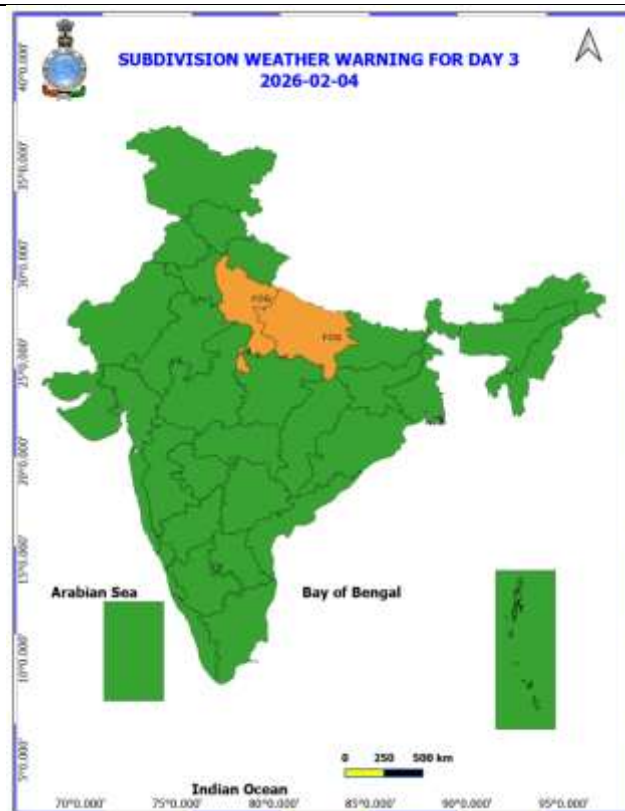 SUBDIVISION WEATHER WARNING FOR DAY 3
2026-02-04
40°0.000'
35°0.000'
30°0.000'
25°0.000'
20°0.000'
15°0.000'
10°0.000'
5°0.000'
FOG
FOG
Arabian Sea
Bay of Bengal
0 250 500 km
Indian Ocean
70°0.000' 75°0.000' 80°0.000' 85°0.000' 90°0.000' 95°0.000'